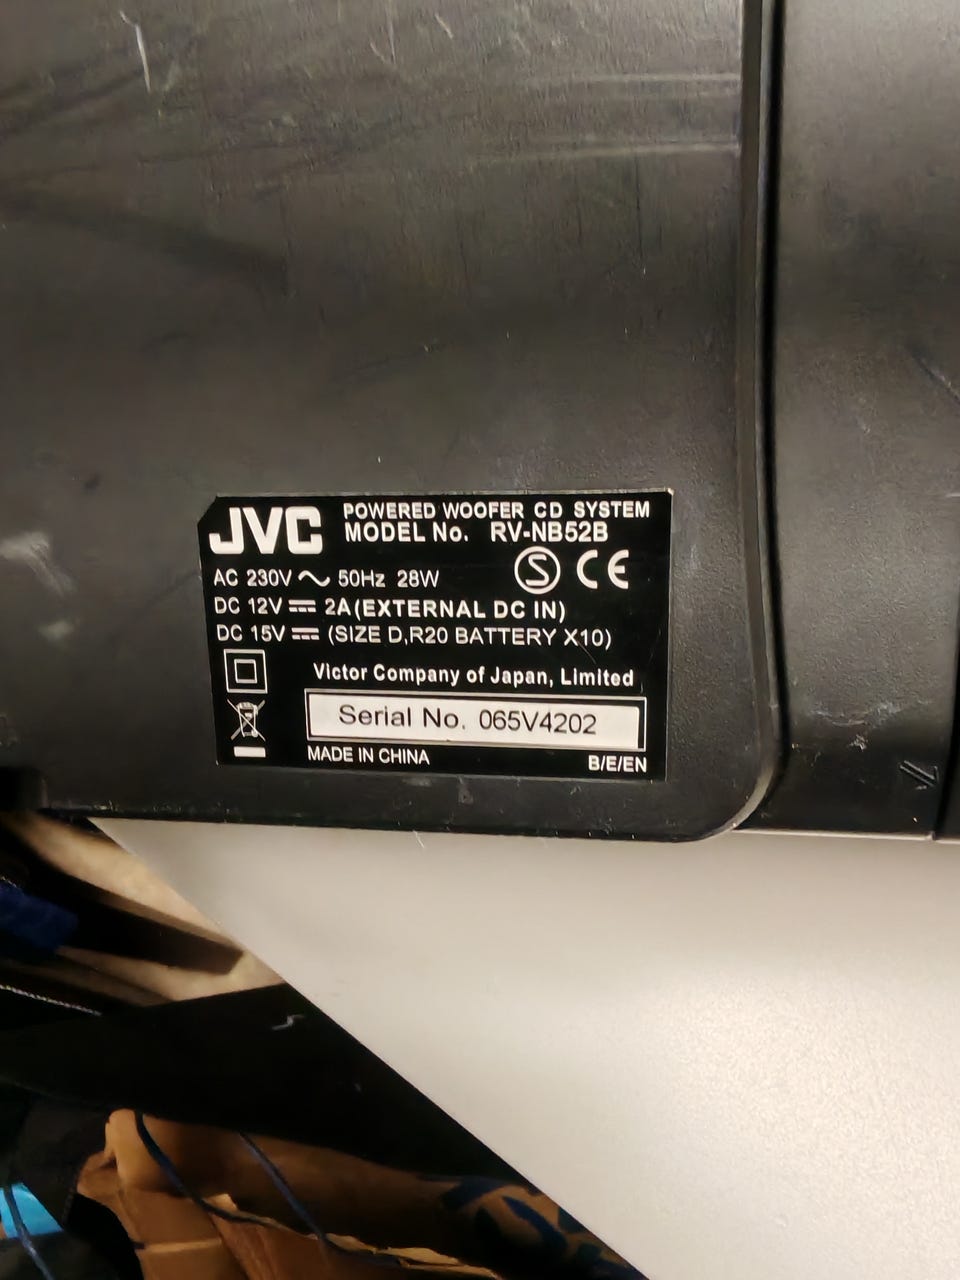 JVC POWERED WOOFER CD SYSTEM
MODEL No. RV-NB52B
AC 230V ~ 50Hz 28W
S CE
DC 12V ⎓ 2A(EXTERNAL DC IN)
DC 15V ⎓ (SIZE D,R20 BATTERY X10)
Victor Company of Japan, Limited
Serial No. 065V4202
MADE IN CHINA B/E/EN